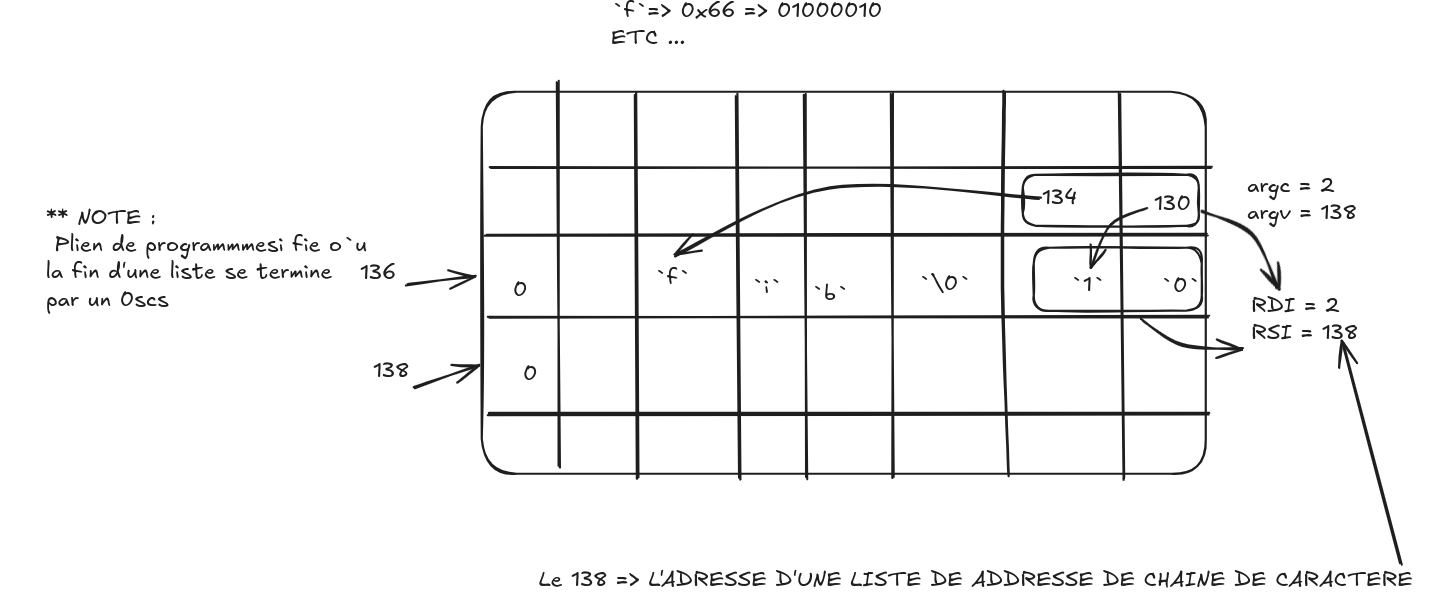 `f`=> 0x66 => 01000010
ETC ...
134
130
argc = 2
argv = 138
** NOTE :
Plien de programmmesi fie o`u
la fin d'une liste se termine
par un 0scs
136
0
`f`
`i`
`b`
`\0`
`1`
`0`
RDI = 2
RSI = 138
138
0
Le 138 => L'ADRESSE D'UNE LISTE DE ADDRESSE DE CHAINE DE CARACTERE